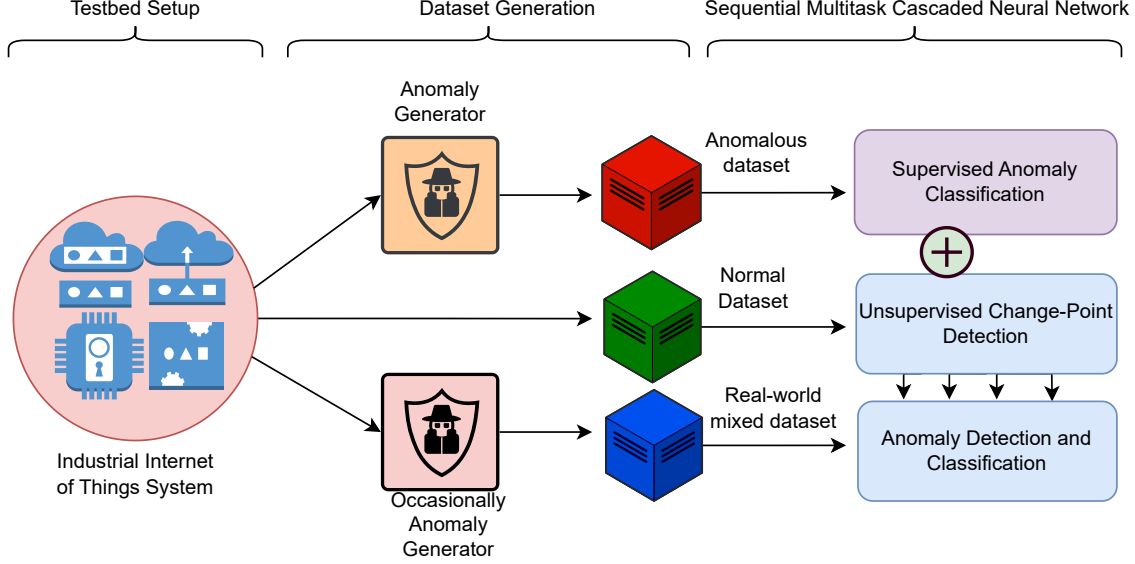 Testbed Setup
Dataset Generation
Sequential Multitask Cascaded Neural Network
Anomaly
Generator
Anomalous
dataset
Supervised Anomaly
Classification
Normal
Dataset
Unsupervised Change-Point
Detection
Real-world
mixed dataset
Anomaly Detection and
Classification
Industrial Internet
of Things System
Occasionally
Anomaly
Generator